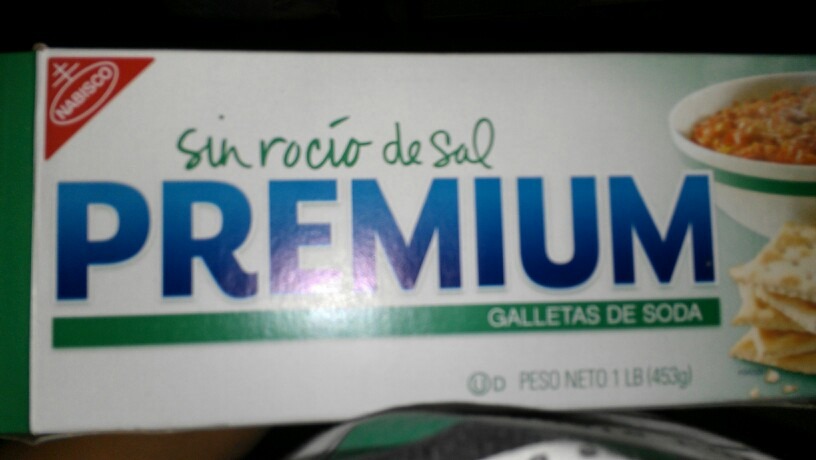 NABISCO
sin rocío de sal
PREMIUM
GALLETAS DE SODA
U D PESO NETO 1 LB (453g)